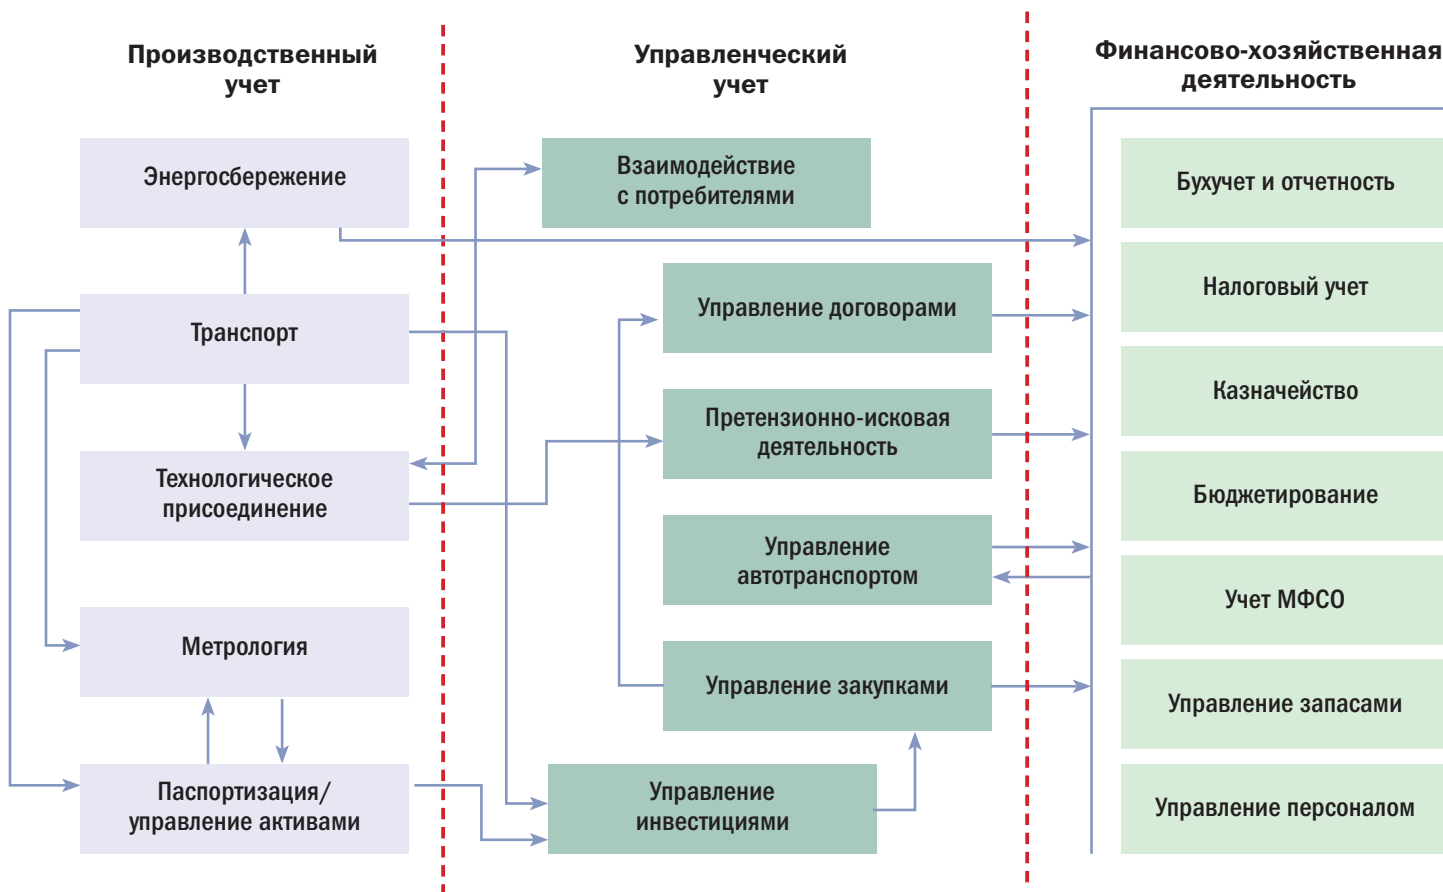 Производственный
учет
Энергосбережение
Транспорт
Технологическое
присоединение
Метрология
Паспортизация/
управление активами
Управленческий
учет
Взаимодействие
с потребителями
Управление договорами
Претензионно-исковая
деятельность
Управление
автотранспортом
Управление закупками
Управление
инвестициями
Финансово-хозяйственная
деятельность
Бухучет и отчетность
Налоговый учет
Казначейство
Бюджетирование
Учет МФСО
Управление запасами
Управление персоналом